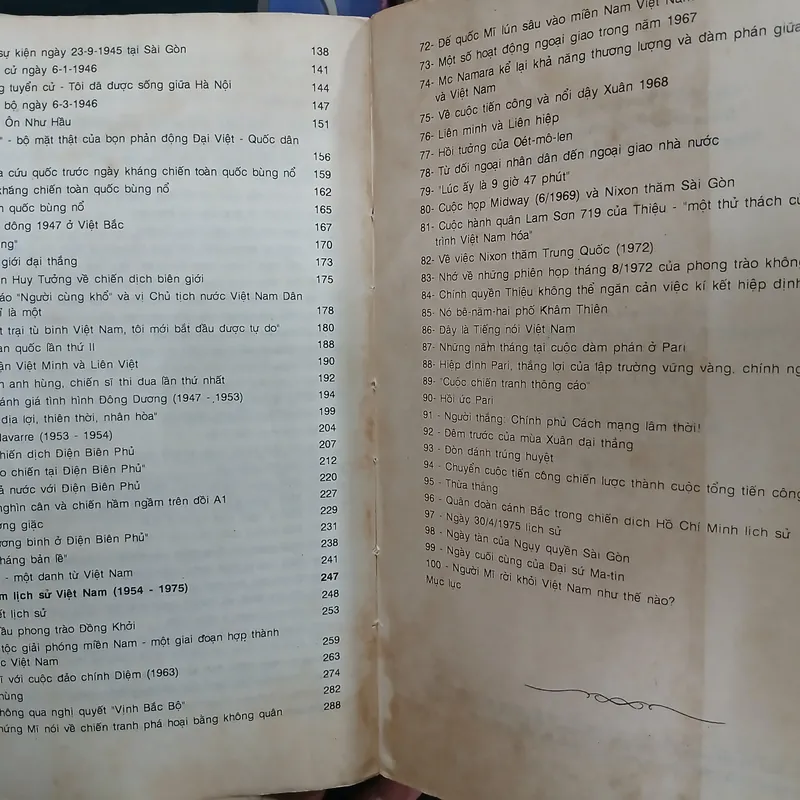 sự kiện ngày 23-9-1945 tại Sài Gòn 138
cử ngày 6-1-1946 141
g tuyển cử - Tôi đã được sống giữa Hà Nội 144
bộ ngày 6-3-1946 147
Ôn Như Hầu 151
" - bộ mặt thật của bọn phản động Đại Việt - Quốc dân
156
a cứu quốc trước ngày kháng chiến toàn quốc bùng nổ 159
kháng chiến toàn quốc bùng nổ 162
n quốc bùng nổ 165
đông 1947 ở Việt Bắc 167
ng" 170
giới đại thắng 173
n Huy Tưởng về chiến dịch biên giới 175
áo "Người cùng khổ" và vị Chủ tịch nước Việt Nam Dân
ĩ là một 178
t trại tù binh Việt Nam, tôi mới bắt đầu được tự do" 180
an quốc lần thứ II 188
ận Việt Minh và Liên Việt 190
n anh hùng, chiến sĩ thi đua lần thứ nhất 192
ánh giá tình hình Đông Dương (1947 - 1953) 194
địa lợi, thiên thời, nhân hòa" 199
Navarre (1953 - 1954) 204
hiến dịch Điện Biên Phủ 207
o chiến tại Điện Biên Phủ" 212
ả nước với Điện Biên Phủ 220
nghìn cân và chiến hầm ngầm trên đồi A1 227
ơng giặc 229
ơng binh ở Điện Biên Phủ" 231
háng bản lề" 238
- một danh từ Việt Nam 241
m lịch sử Việt Nam (1954 - 1975) 247
ết lịch sử 248
ầu phong trào Đồng Khởi 253
tộc giải phóng miền Nam - một giai đoạn hợp thành
c Việt Nam 259
ĩ với cuộc đảo chính Diệm (1963) 263
hùng 274
hông qua nghị quyết "Vịnh Bắc Bộ" 282
hứng Mĩ nói về chiến tranh phá hoại bằng không quân 288
72- Đế quốc Mĩ lún sâu vào miền Nam Việt Nam
73- Một số hoạt động ngoại giao trong năm 1967
74- Mc Namara kể lại khả năng thương lượng và đàm phán giữa
và Việt Nam
75- Về cuộc tiến công và nổi dậy Xuân 1968
76- Liên minh và Liên hiệp
77- Hồi tưởng của Oét-mô-len
78- Từ đối ngoại nhân dân đến ngoại giao nhà nước
79- "Lúc ấy là 9 giờ 47 phút"
80- Cuộc họp Midway (6/1969) và Nixon thăm Sài Gòn
81- Cuộc hành quân Lam Sơn 719 của Thiệu - "một thử thách củ
trình Việt Nam hóa"
82- Về việc Nixon thăm Trung Quốc (1972)
83- Nhớ về những phiên họp tháng 8/1972 của phong trào khôn
84- Chính quyền Thiệu không thể ngăn cản việc kí kết hiệp định
85- Nó bê-năm-hai phố Khâm Thiên
86- Đây là Tiếng nói Việt Nam
87- Những năm tháng tại cuộc đàm phán ở Pari
88- Hiệp định Pari, thắng lợi của lập trường vững vàng, chính ng
89- "Cuộc chiến tranh thông cáo"
90- Hồi ức Pari
91 - Người thắng: Chính phủ Cách mạng lâm thời!
92 - Đêm trước của mùa Xuân đại thắng
93 - Đòn đánh trúng huyệt
94 - Chuyển cuộc tiến công chiến lược thành cuộc tổng tiến công
95 - Thừa thắng
96 - Quân đoàn cánh Bắc trong chiến dịch Hồ Chí Minh lịch sử
97 - Ngày 30/4/1975 lịch sử
98 - Ngày tàn của Ngụy quyền Sài Gòn
99 - Ngày cuối cùng của Đại sứ Ma-tin
100 - Người Mĩ rời khỏi Việt Nam như thế nào?
Mục lục